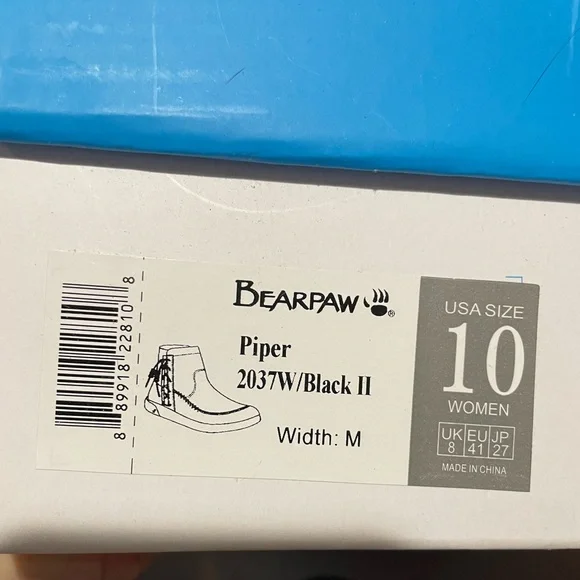 8 89918 22810 8
BEARPAW®
Piper
2037W/Black II
Width: M
USA SIZE
10
WOMEN
UK EU JP
8 41 27
MADE IN CHINA